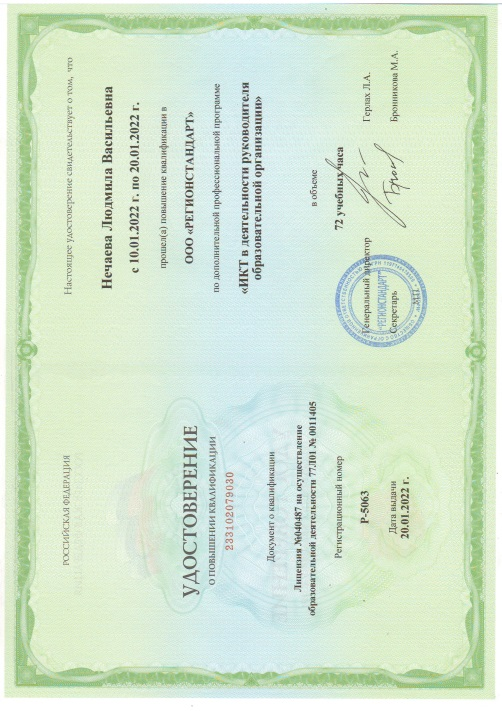 РОССИЙСКАЯ ФЕДЕРАЦИЯ
УДОСТОВЕРЕНИЕ
О ПОВЫШЕНИИ КВАЛИФИКАЦИИ
233102079030
Документ о квалификации
Лицензия №040487 на осуществление
образовательной деятельности 77Л01 № 0011405
Регистрационный номер
Р-5063
Дата выдачи
20.01.2022 г.
Настоящее удостоверение свидетельствует о том, что
Нечаева Людмила Васильевна
с 10.01.2022 г. по 20.01.2022 г.
прошел(а) повышение квалификации в
ООО «РЕГИОНСТАНДАРТ»
по дополнительной профессиональной программе
«ИКТ в деятельности руководителя
образовательной организации»
в объеме
72 учебных часа
Генеральный директор
Герлах Л.А.
Секретарь
Бронникова М.А.
М.П.
«РЕГИОНСТАНДАРТ»